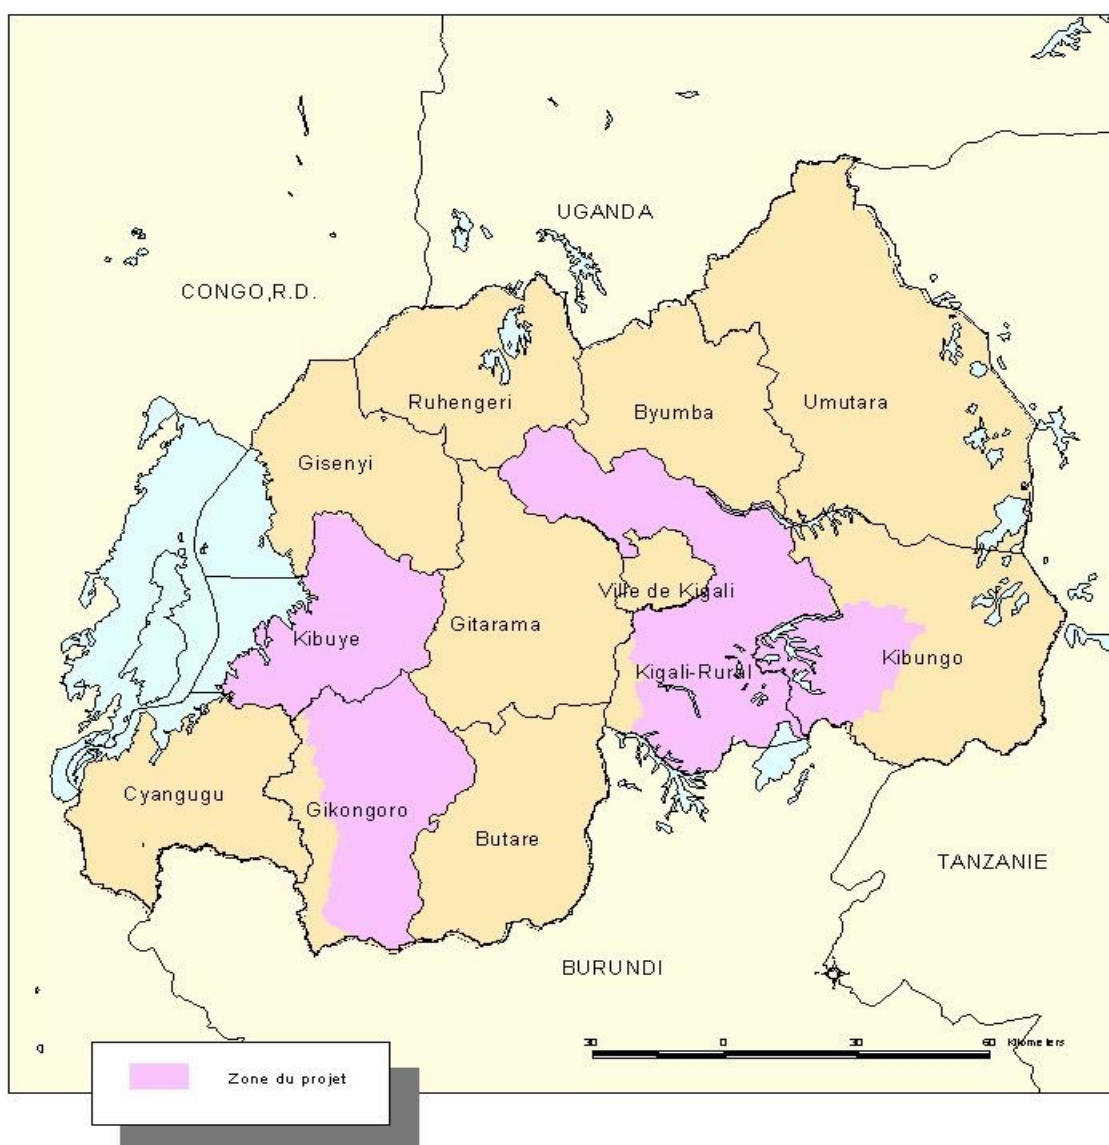 UGANDA
CONGO,R.D.
Ruhengeri
Byumba
Umutara
Gisenyi
Ville de Kigali
Kibuye
Gitarama
Kigali-Rural
Kibungo
Cyangugu
Gikongoro
Butare
TANZANIE
BURUNDI
30 0 30 60 Kilometers
Zone du projet